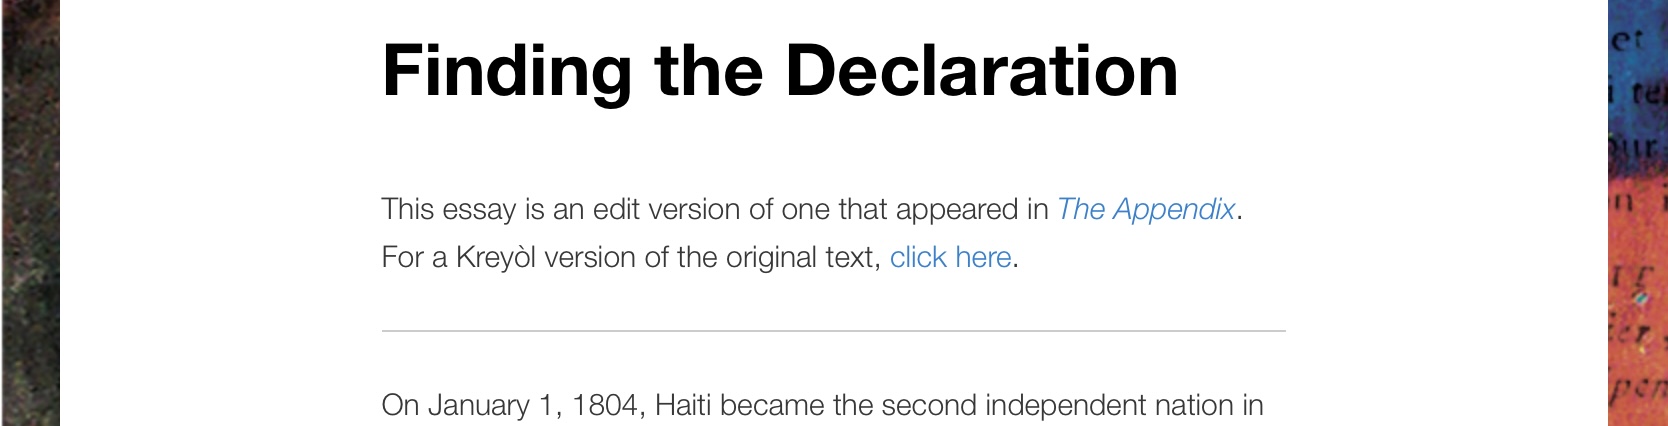 Finding the Declaration
This essay is an edit version of one that appeared in The Appendix.
For a Kreyòl version of the original text, click here.
On January 1, 1804, Haiti became the second independent nation in